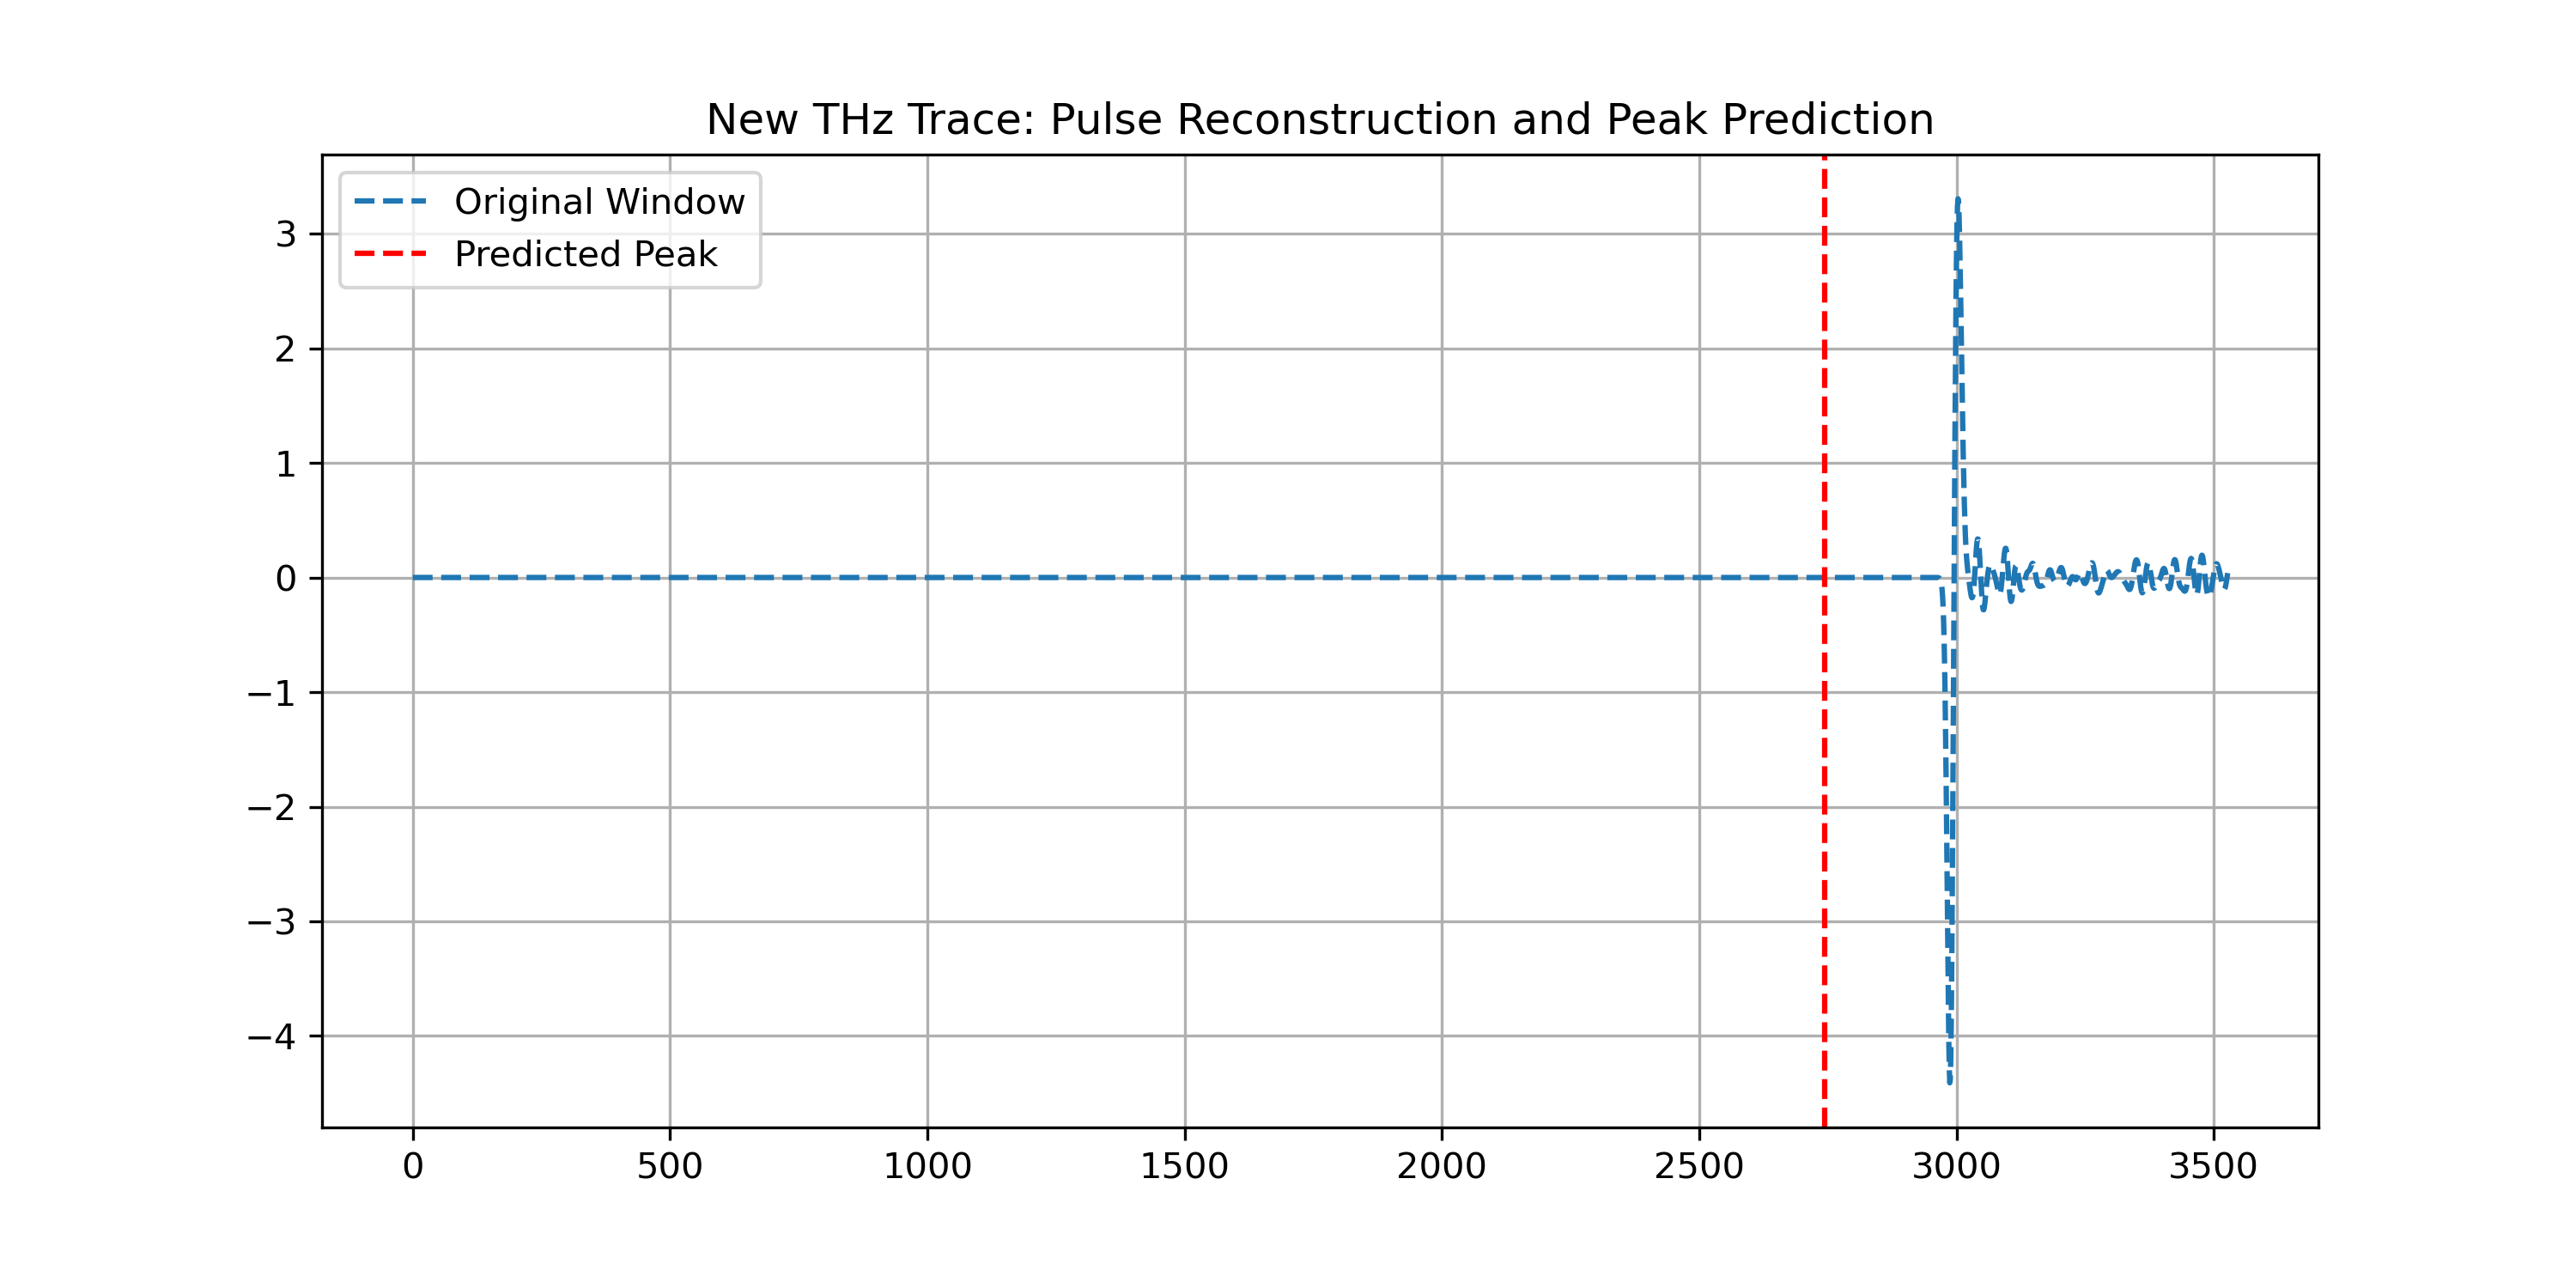 New THz Trace: Pulse Reconstruction and Peak Prediction
Original Window
Predicted Peak
3
2
1
0
−1
−2
−3
−4
0 500 1000 1500 2000 2500 3000 3500